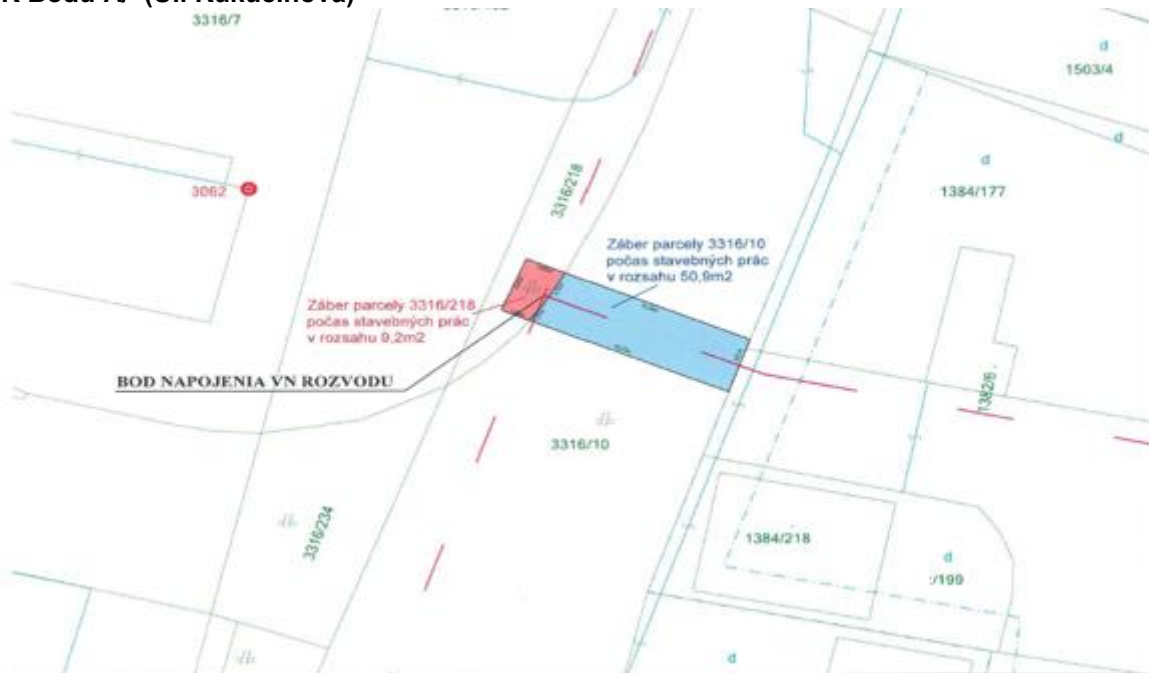 3316/7
1503/4
3062
3316/218
1384/177
Záber parcely 3316/10
počas stavebných prác
v rozsahu 50,9m2
Záber parcely 3316/218
počas stavebných prác
v rozsahu 9,2m2
BOD NAPOJENIA VN ROZVODU
1382/6
3316/10
3316/234
1384/218
:/199
d
d
d
d
d